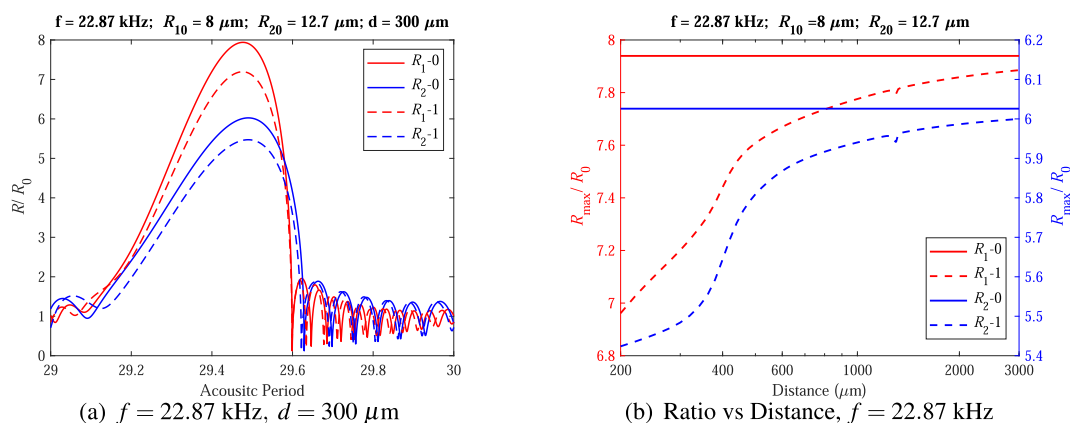 f = 22.87 kHz; R10 = 8 μm; R20 = 12.7 μm; d = 300 μm
8
7
6
5
4
3
2
1
0
R/ R0
R1-0
R2-0
R1-1
R2-1
29
29.2
29.4
29.6
29.8
30
Acousitc Period
(a) f = 22.87 kHz, d = 300 μm
f = 22.87 kHz; R10 =8 μm; R20 = 12.7 μm
8
7.8
7.6
7.4
7.2
7
6.8
Rmax/ R0
6.2
6.1
6
5.9
5.8
5.7
5.6
5.5
5.4
Rmax/ R0
R1-0
R1-1
R2-0
R2-1
200
400
600
1000
2000
3000
Distance (μm)
(b) Ratio vs Distance, f = 22.87 kHz